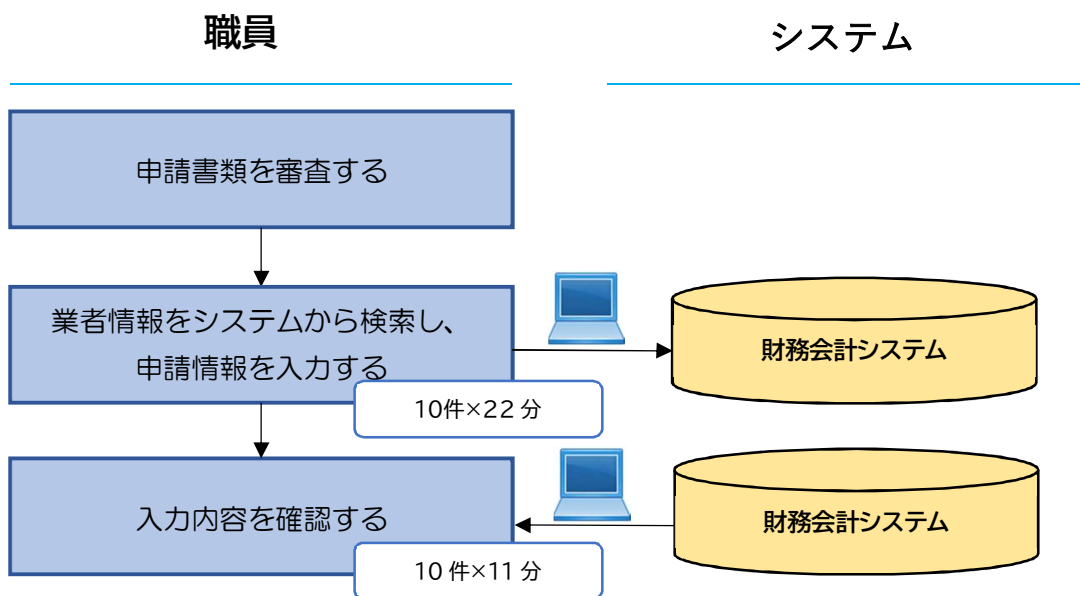 職員
システム
申請書類を審査する
業者情報をシステムから検索し、
申請情報を入力する
財務会計システム
10件×22 分
入力内容を確認する
財務会計システム
10 件×11 分